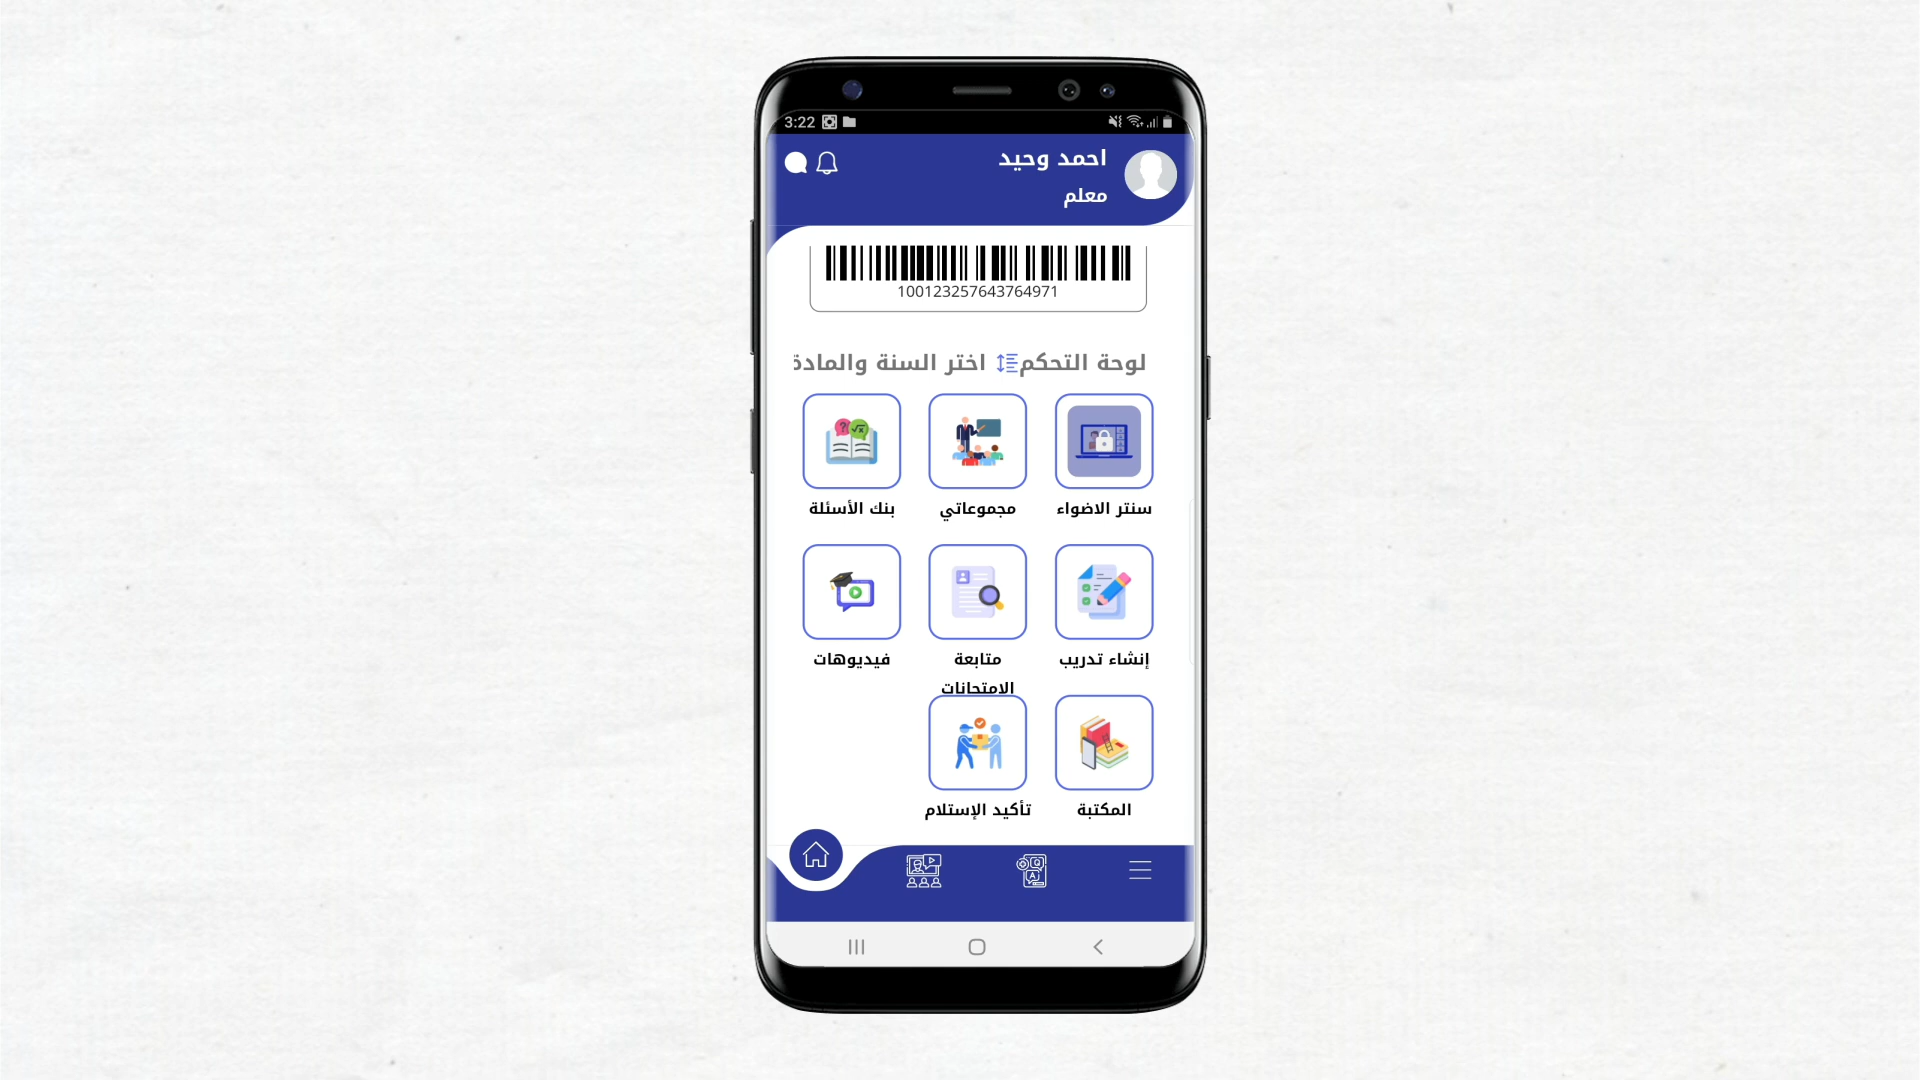 3:22
احمد وحيد
معلم
100123257643764971
لوحة التحكم
اختر السنة والمادة
سنتر الاضواء
مجموعاتي
بنك الأسئلة
إنشاء تدريب
متابعة
الامتحانات
فيديوهات
المكتبة
تأكيد الإستلام